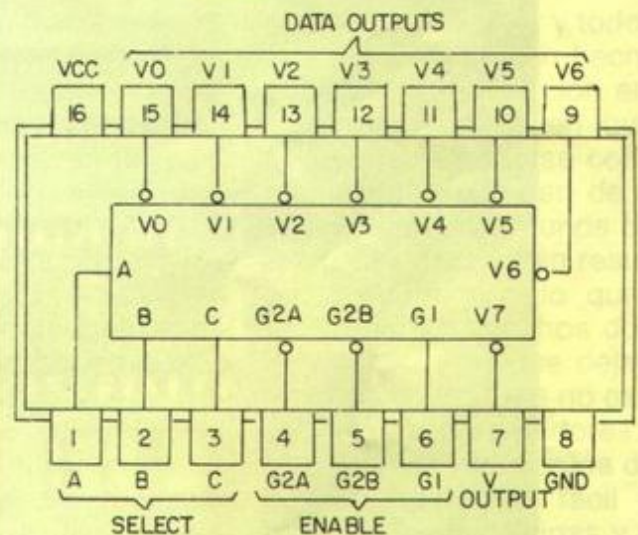 DATA OUTPUTS
VCC V0 V1 V2 V3 V4 V5 V6
16 15 14 13 12 11 10 9
V0 V1 V2 V3 V4 V5
A V6
B C G2A G2B G1 V7
1 2 3 4 5 6 7 8
A B C G2A G2B G1 V GND
OUTPUT
SELECT ENABLE